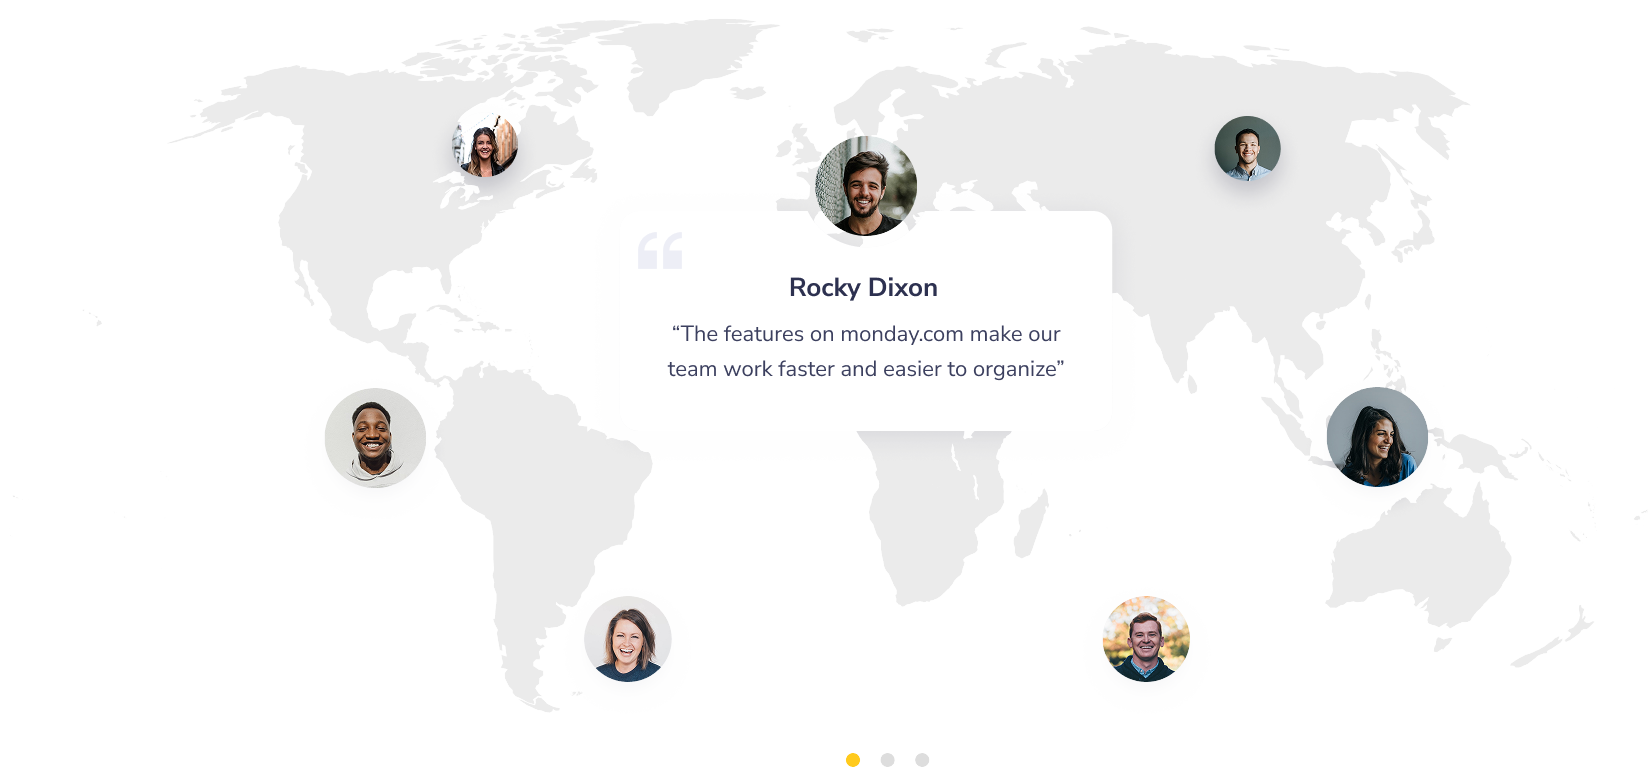 Rocky Dixon
“The features on monday.com make our
team work faster and easier to organize”